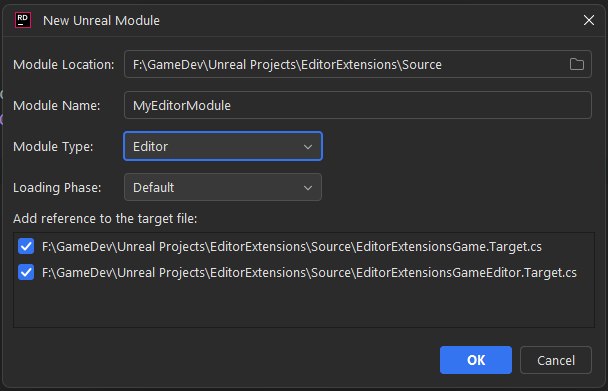 RD New Unreal Module
Module Location: F:\GameDev\Unreal Projects\EditorExtensions\Source
Module Name: MyEditorModule
Module Type: Editor
Loading Phase: Default
Add reference to the target file:
F:\GameDev\Unreal Projects\EditorExtensions\Source\EditorExtensionsGame.Target.cs
F:\GameDev\Unreal Projects\EditorExtensions\Source\EditorExtensionsGameEditor.Target.cs
OK Cancel